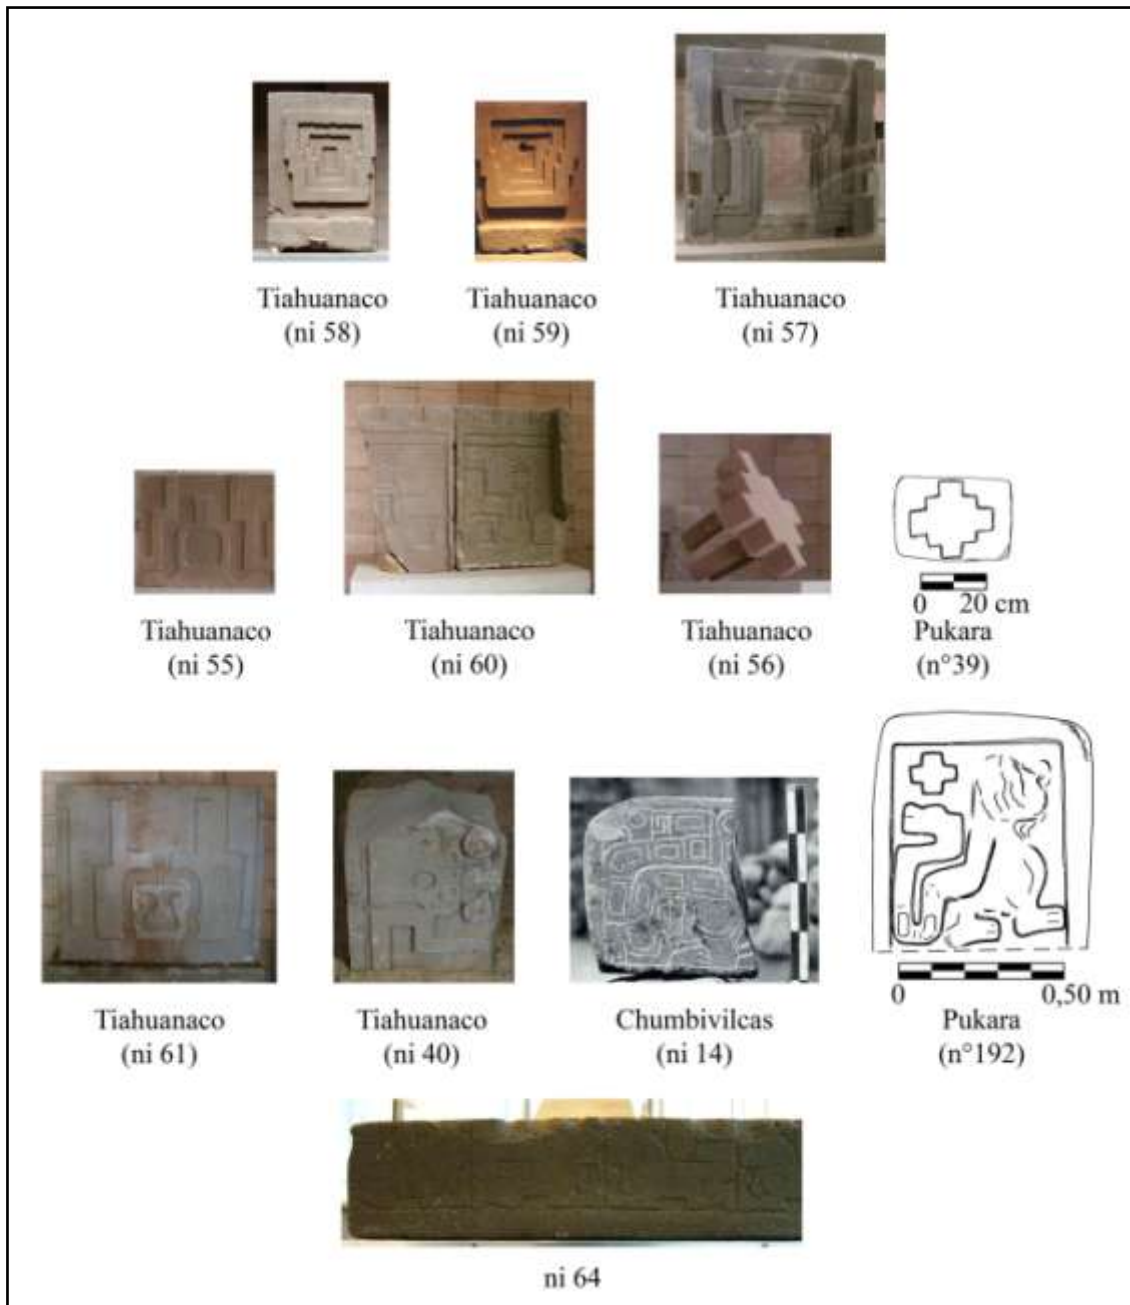 Tiahuanaco
(ni 58)
Tiahuanaco
(ni 59)
Tiahuanaco
(ni 57)
Tiahuanaco
(ni 55)
Tiahuanaco
(ni 60)
Tiahuanaco
(ni 56)
0 20 cm
Pukara
(n°39)
Tiahuanaco
(ni 61)
Tiahuanaco
(ni 40)
Chumbivilcas
(ni 14)
0 0,50 m
Pukara
(n°192)
ni 64